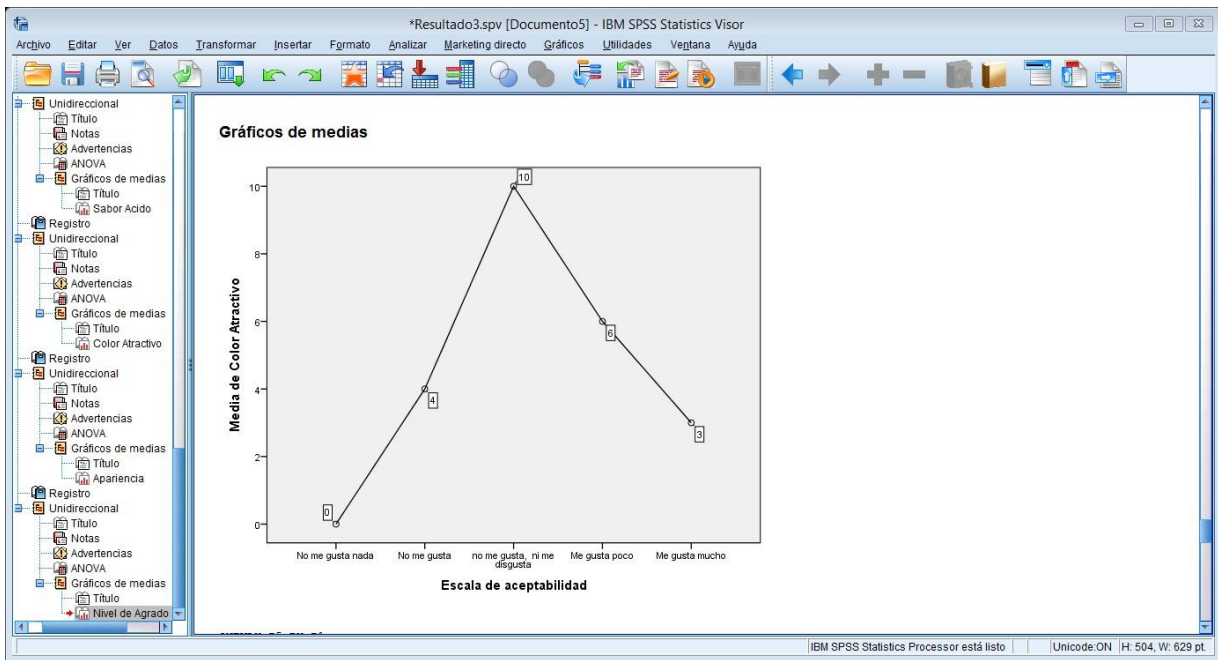 *Resultado3.spv [Documento5] - IBM SPSS Statistics Visor
Archivo Editar Ver Datos Transformar Insertar Formato Analizar Marketing directo Gráficos Utilidades Ventana Ayuda
Unidireccional
Título
Notas
Advertencias
ANOVA
Gráficos de medias
Título
Sabor Acido
Registro
Unidireccional
Título
Notas
Advertencias
ANOVA
Gráficos de medias
Título
Color Atractivo
Registro
Unidireccional
Título
Notas
Advertencias
ANOVA
Gráficos de medias
Título
Apariencia
Registro
Unidireccional
Título
Notas
Advertencias
ANOVA
Gráficos de medias
Título
Nivel de Agrado
Gráficos de medias
Media de Color Atractivo
10
8
6
4
2
0
0
4
10
6
3
No me gusta nada
No me gusta
no me gusta, ni me
disgusta
Me gusta poco
Me gusta mucho
Escala de aceptabilidad
IBM SPSS Statistics Processor está listo
Unicode:ON
H: 504, W: 629 pt.